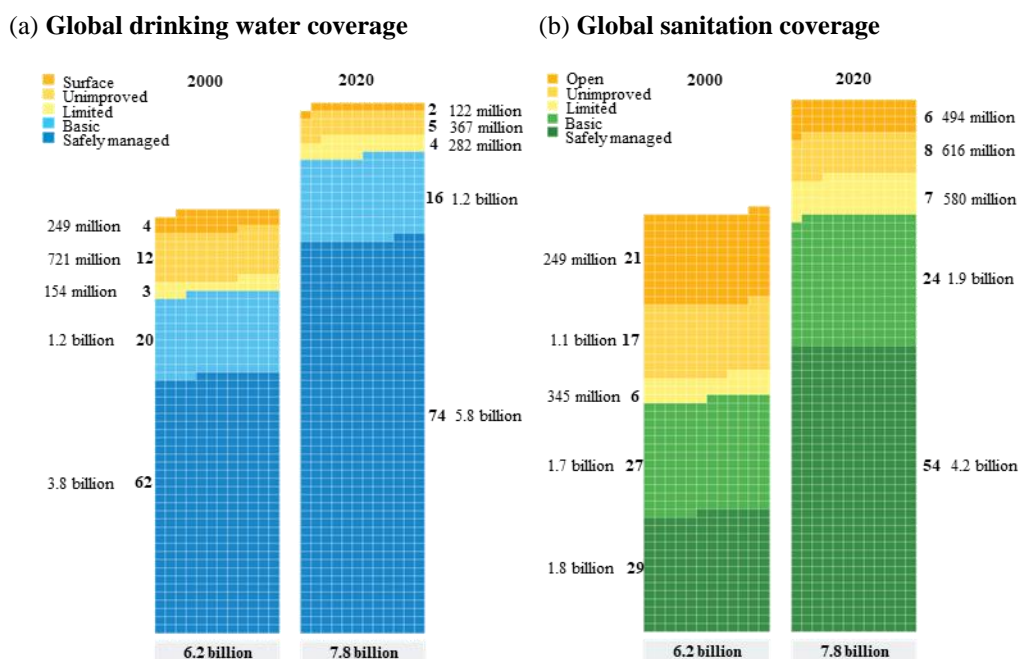 (a) Global drinking water coverage
Surface
Unimproved
Limited
Basic
Safely managed
2000
2020
249 million 4
721 million 12
154 million 3
1.2 billion 20
3.8 billion 62
2 122 million
5 367 million
4 282 million
16 1.2 billion
74 5.8 billion
6.2 billion
7.8 billion
(b) Global sanitation coverage
Open
Unimproved
Limited
Basic
Safely managed
2000
2020
249 million 21
1.1 billion 17
345 million 6
1.7 billion 27
1.8 billion 29
6 494 million
8 616 million
7 580 million
24 1.9 billion
54 4.2 billion
6.2 billion
7.8 billion